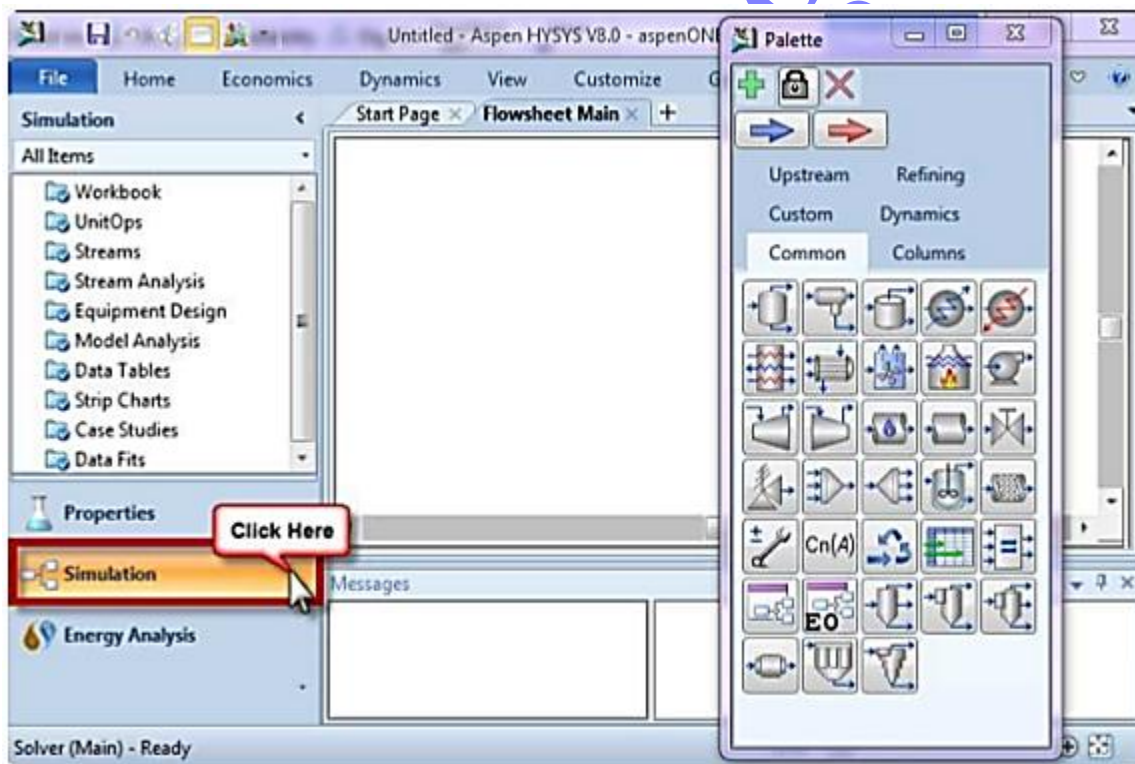 Untitled - Aspen HYSYS V8.0 - aspenONE
Palette
File Home Economics Dynamics View Customize
Simulation
Start Page Flowsheet Main +
All Items
Workbook
UnitOps
Streams
Stream Analysis
Equipment Design
Model Analysis
Data Tables
Strip Charts
Case Studies
Data Fits
Properties
Click Here
Simulation
Energy Analysis
Messages
Solver (Main) - Ready
Upstream Refining
Custom Dynamics
Common Columns
Cn(A)
EO